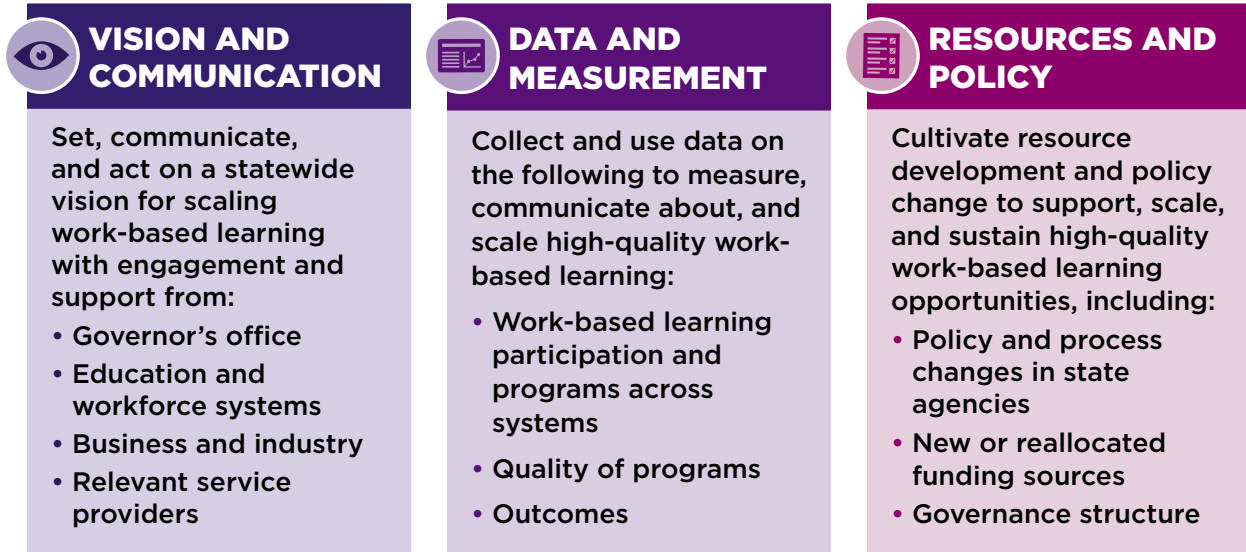 VISION AND
COMMUNICATION
Set, communicate,
and act on a statewide
vision for scaling
work-based learning
with engagement and
support from:
• Governor’s office
• Education and
workforce systems
• Business and industry
• Relevant service
providers
DATA AND
MEASUREMENT
Collect and use data on
the following to measure,
communicate about, and
scale high-quality work-
based learning:
• Work-based learning
participation and
programs across
systems
• Quality of programs
• Outcomes
RESOURCES AND
POLICY
Cultivate resource
development and policy
change to support, scale,
and sustain high-quality
work-based learning
opportunities, including:
• Policy and process
changes in state
agencies
• New or reallocated
funding sources
• Governance structure